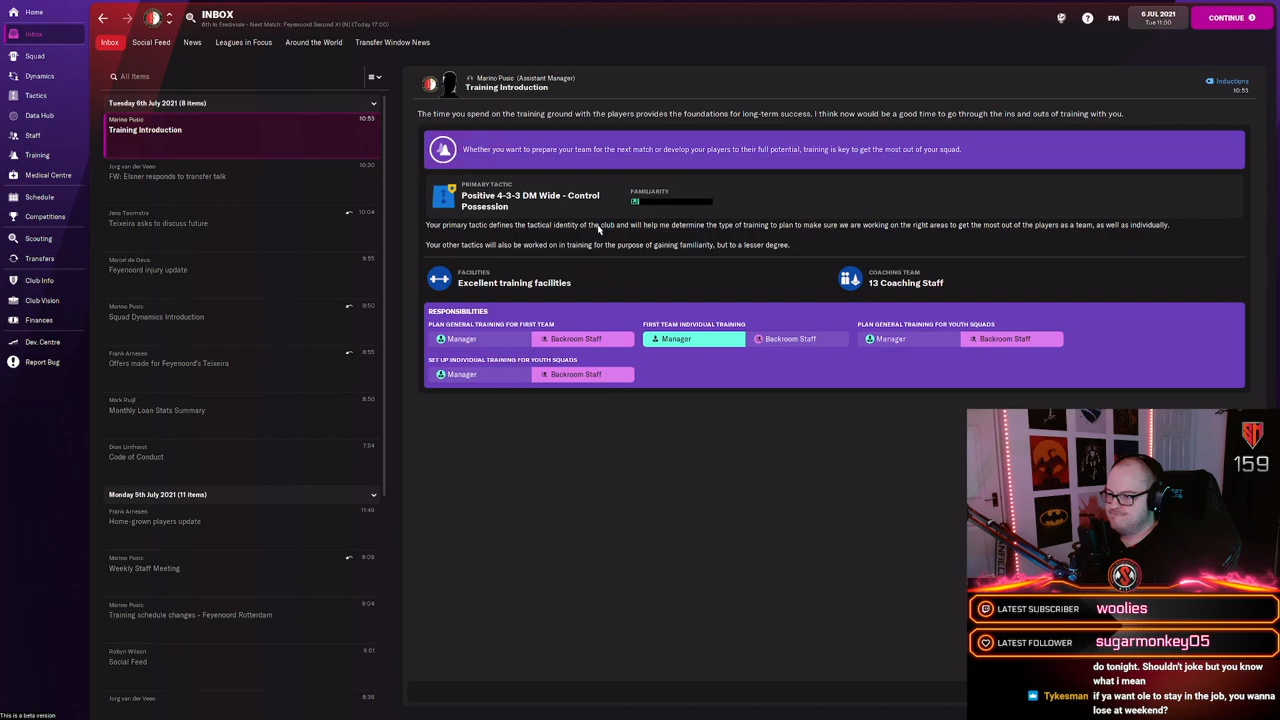 Home
Inbox
Squad
Dynamics
Tactics
Data Hub
Staff
Training
Medical Centre
Schedule
Competitions
Scouting
Transfers
Club Info
Club Vision
Finances
Dev. Centre
Report Bug
This is a beta version
INBOX
6th in Eredivisie - Next Match: Feyenoord Second XI (N) (Today 17:00)
FM
6 JUL 2021
Tue 11:00
CONTINUE
Inbox Social Feed News Leagues in Focus Around the World Transfer Window News
All Items
Tuesday 6th July 2021 (8 items)
Marino Pusic 10:53
Training Introduction
Jorg van der Veen 10:30
FW: Elsner responds to transfer talk
Jens Toornstra 10:04
Teixeira asks to discuss future
Marcel de Geus 9:55
Feyenoord injury update
Marino Pusic 9:50
Squad Dynamics Introduction
Frank Arnesen 8:55
Offers made for Feyenoord's Teixeira
Mark Ruijl 8:50
Monthly Loan Stats Summary
Dion Linthorst 7:54
Code of Conduct
Monday 5th July 2021 (11 items)
Frank Arnesen 11:49
Home-grown players update
Marino Pusic 9:09
Weekly Staff Meeting
Marino Pusic 9:04
Training schedule changes - Feyenoord Rotterdam
Robyn Wilson 9:01
Social Feed
Jorg van der Veen 8:36
Marino Pusic (Assistant Manager)
Training Introduction
Inductions
10:53
The time you spend on the training ground with the players provides the foundations for long-term success. I think now would be a good time to go through the ins and outs of training with you.
Whether you want to prepare your team for the next match or develop your players to their full potential, training is key to get the most out of your squad.
PRIMARY TACTIC
Positive 4-3-3 DM Wide - Control
Possession
FAMILIARITY
Your primary tactic defines the tactical identity of the club and will help me determine the type of training to plan to make sure we are working on the right areas to get the most out of the players as a team, as well as individually.
Your other tactics will also be worked on in training for the purpose of gaining familiarity, but to a lesser degree.
FACILITIES
Excellent training facilities
COACHING TEAM
13 Coaching Staff
RESPONSIBILITIES
PLAN GENERAL TRAINING FOR FIRST TEAM
Manager Backroom Staff
FIRST TEAM INDIVIDUAL TRAINING
Manager Backroom Staff
PLAN GENERAL TRAINING FOR YOUTH SQUADS
Manager Backroom Staff
SET UP INDIVIDUAL TRAINING FOR YOUTH SQUADS
Manager Backroom Staff
SM
159
LATEST SUBSCRIBER woolies
LATEST FOLLOWER sugarmonkey05
do tonight. Shouldn't joke but you know
what i mean
Tykesman: if ya want ole to stay in the job, you wanna
lose at weekend?